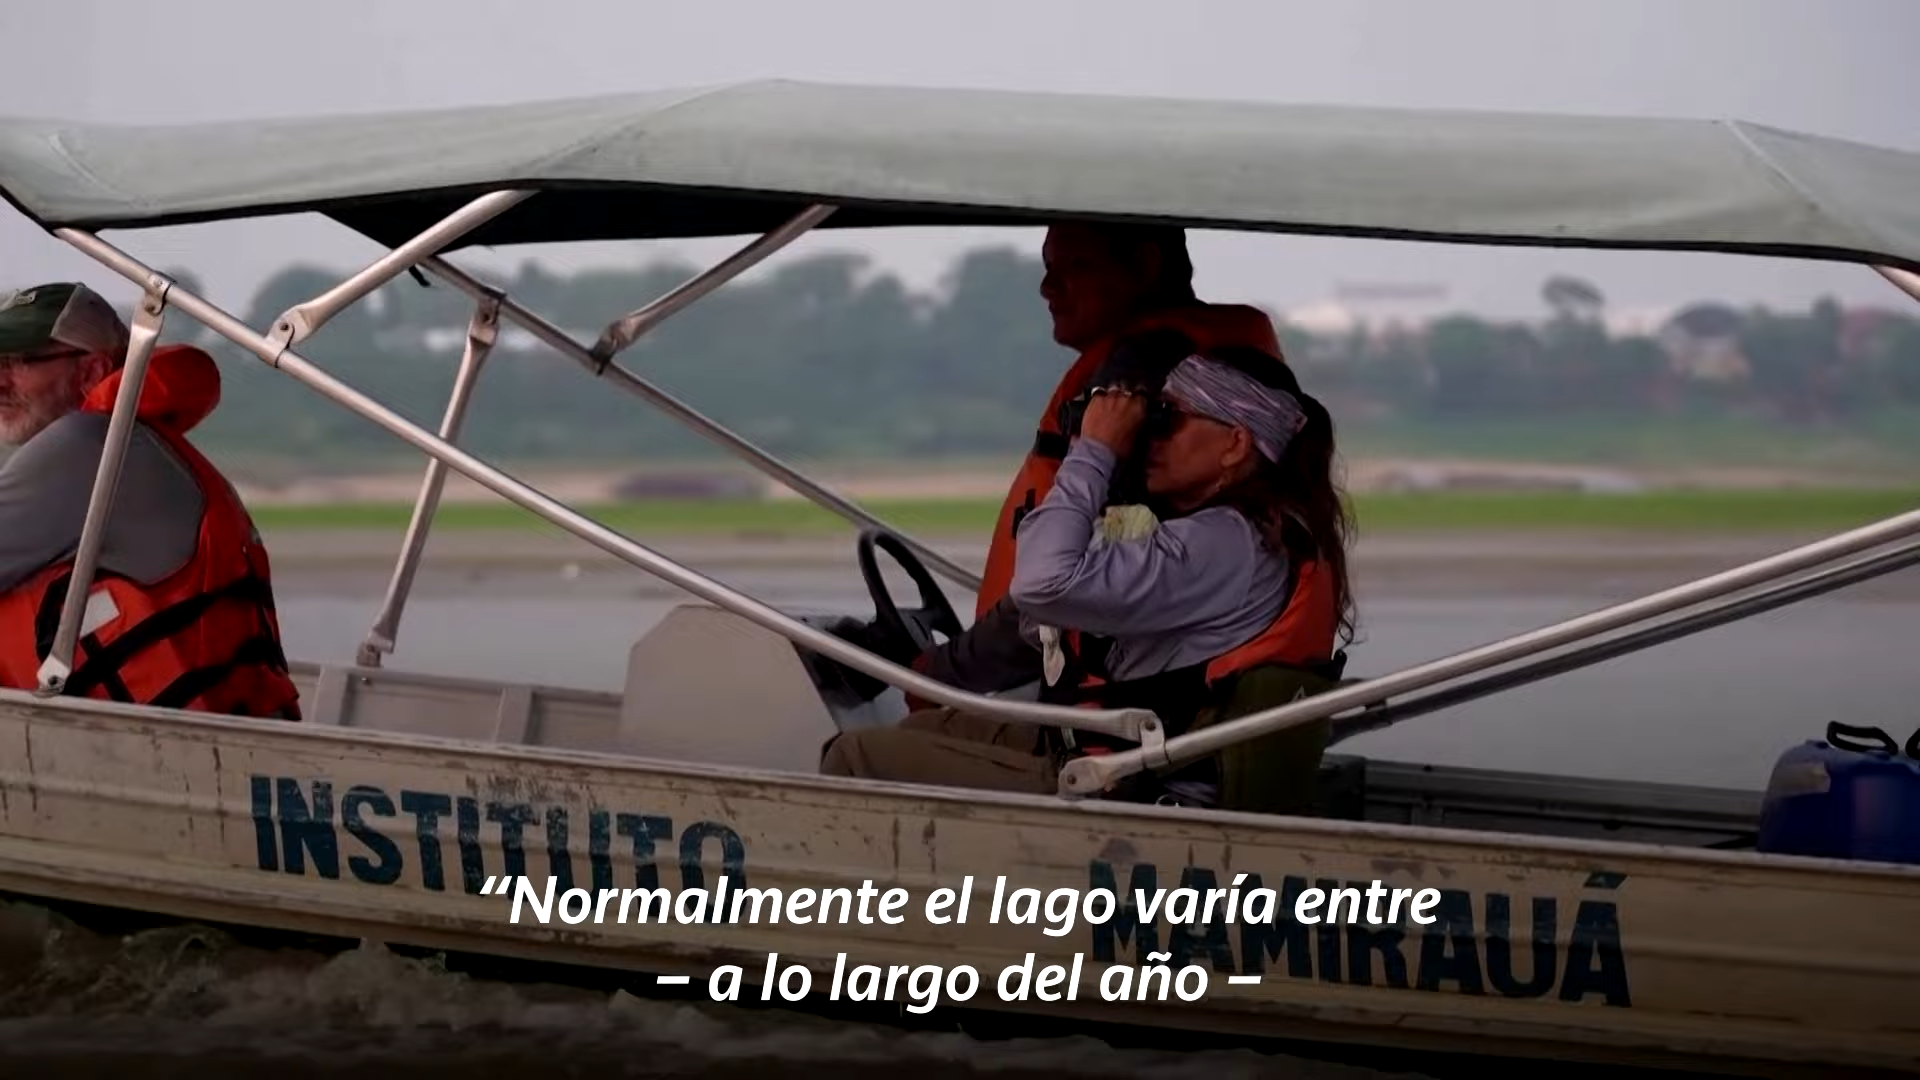 INSTITUTO MAMIRAUÁ
“Normalmente el lago varía entre
– a lo largo del año –